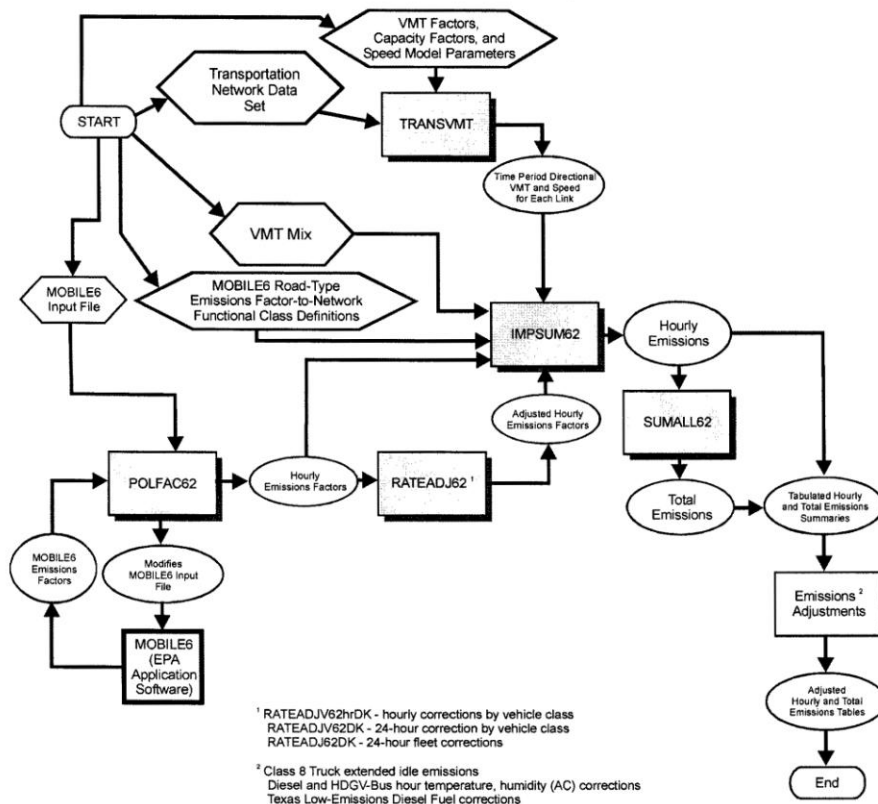 VMT Factors,
Capacity Factors, and
Speed Model Parameters
Transportation
Network Data
Set
START
TRANSVMT
Time Period Directional
VMT and Speed
for Each Link
VMT Mix
MOBILE6
Input File
MOBILE6 Road-Type
Emissions Factor-to-Network
Functional Class Definitions
IMPSUM62
Hourly
Emissions
Adjusted Hourly
Emissions Factors
SUMALL62
POLFAC62
Hourly
Emissions Factors
RATEADJ62 ¹
Total
Emissions
Tabulated Hourly
and Total Emissions
Summaries
MOBILE6
Emissions
Factors
Modifies
MOBILE6 Input
File
Emissions ²
Adjustments
MOBILE6
(EPA
Application
Software)
Adjusted
Hourly and Total
Emissions Tables
End
¹ RATEADJV62hrDK - hourly corrections by vehicle class
RATEADJV62DK - 24-hour correction by vehicle class
RATEADJ62DK - 24-hour fleet corrections
² Class 8 Truck extended idle emissions
Diesel and HDGV-Bus hour temperature, humidity (AC) corrections
Texas Low-Emissions Diesel Fuel corrections